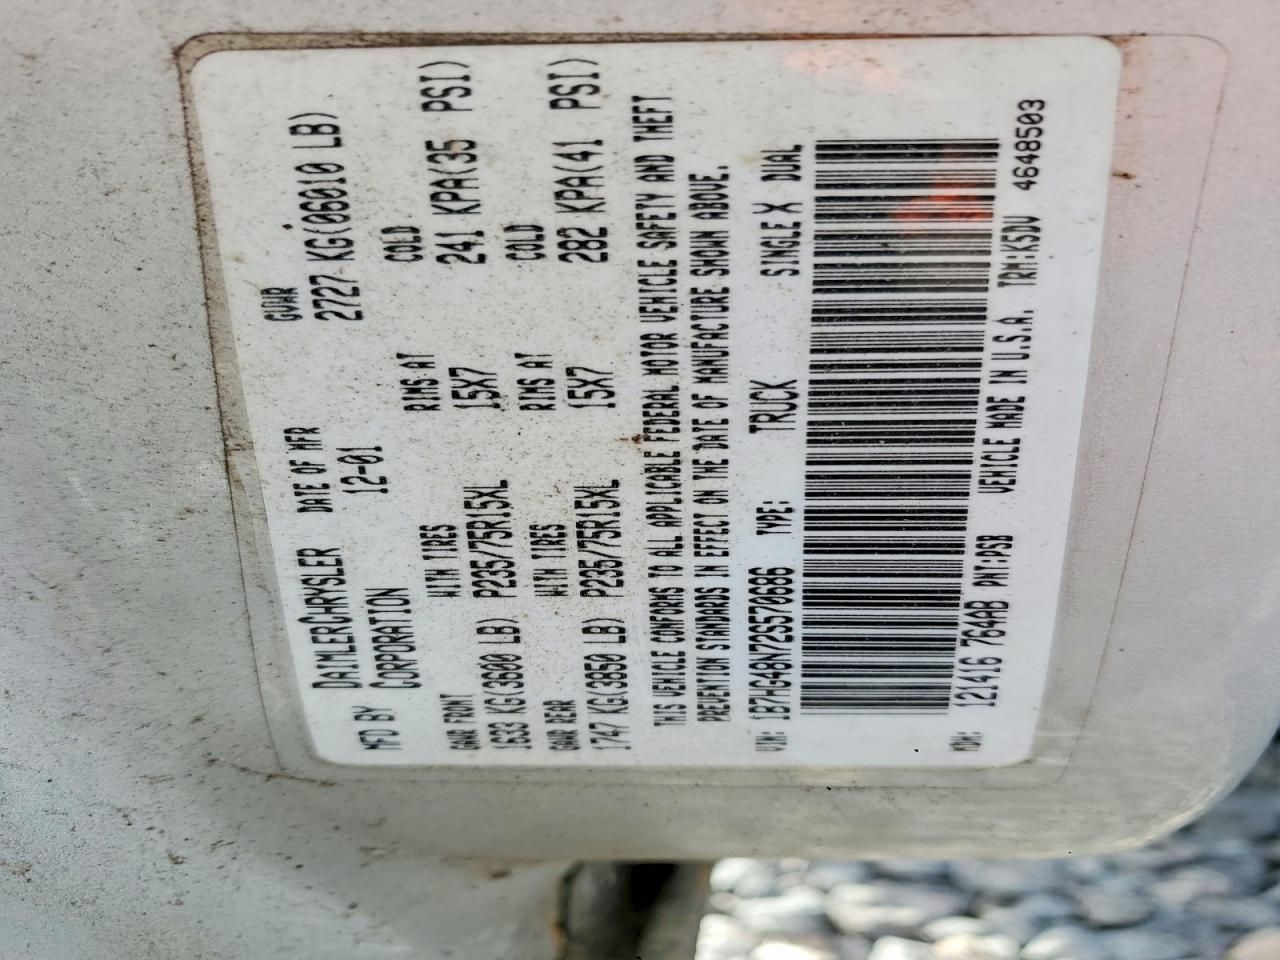 MFD BY DAIMLERCHRYSLER CORPORATION
DATE OF MFR 12-01
GVWR 2727 KG(06010 LB)
GAWR FRONT WITH TIRES RIMS AT COLD
1633 KG(3600 LB) P235/75R15XL 15X7 241 KPA(35 PSI)
GAWR REAR WITH TIRES RIMS AT COLD
1747 KG(3850 LB) P235/75R15XL 15X7 282 KPA(41 PSI)
THIS VEHICLE CONFORMS TO ALL APPLICABLE FEDERAL MOTOR VEHICLE SAFETY AND THEFT
PREVENTION STANDARDS IN EFFECT ON THE DATE OF MANUFACTURE SHOWN ABOVE.
VIN: 1B7HG48N72S570686 TYPE: TRUCK SINGLE X DUAL
MDH: 121416 764AB PNT:PSB VEHICLE MADE IN U.S.A. TRM:K5DV 4648503